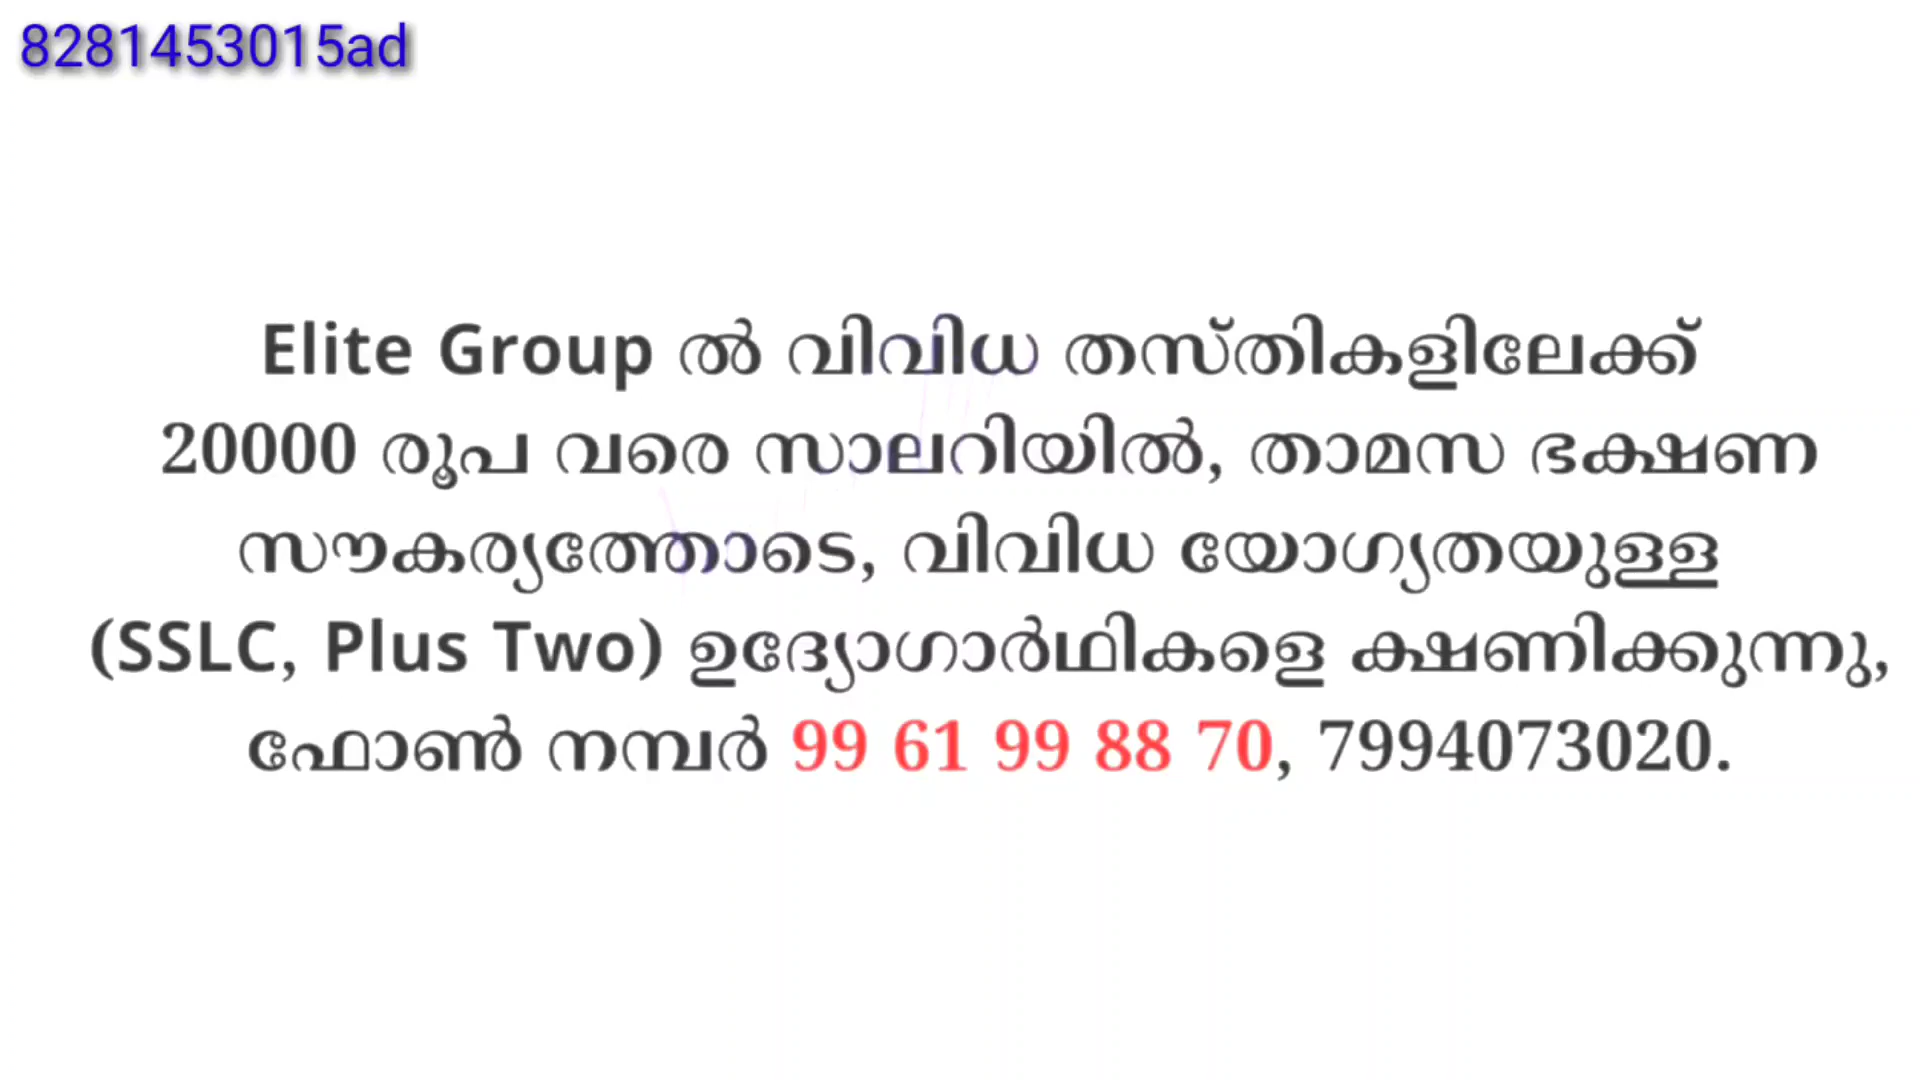 8281453015ad
Elite Group ൽ വിവിധ തസ്തികളിലേക്ക്
20000 രൂപ വരെ സാലറിയിൽ, താമസ ഭക്ഷണ
സൗകര്യത്തോടെ, വിവിധ യോഗ്യതയുള്ള
(SSLC, Plus Two) ഉദ്യോഗാർഥികളെ ക്ഷണിക്കുന്നു,
ഫോൺ നമ്പർ 99 61 99 88 70, 7994073020.